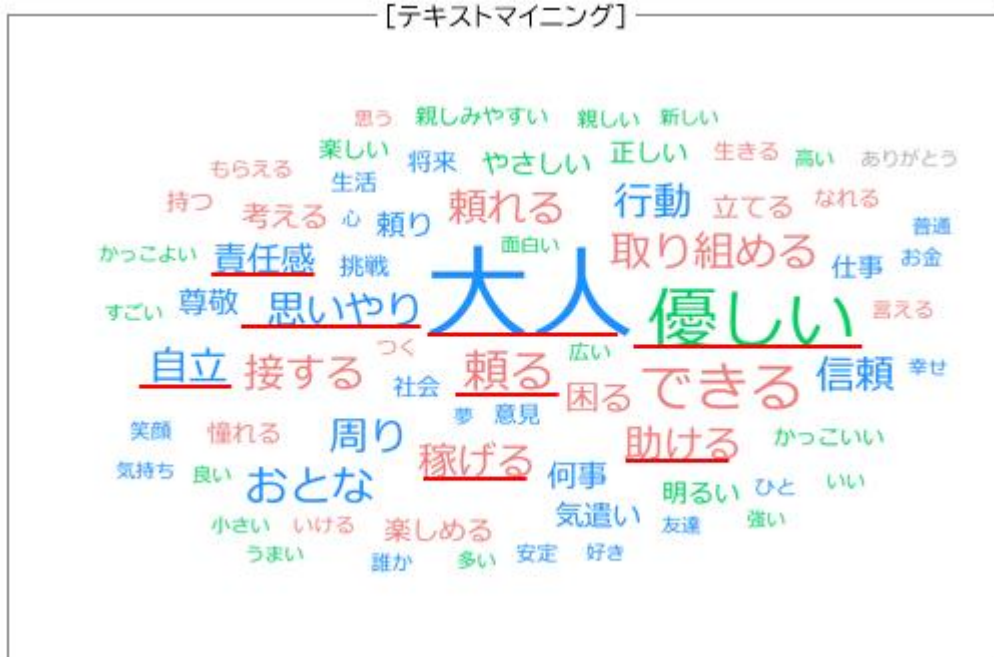 [テキストマイニング]
思う 親しみやすい 親しい 新しい
楽しい 将来 やさしい 正しい 生きる 高い ありがとう
もらえる 生活
持つ 考える 心 頼り 頼れる 行動 立てる なれる
普通
かっこよい 責任感 挑戦 面白い 取り組める 仕事 お金
すごい 尊敬 思いやり 大人 優しい 言える
自立 接する つく 社会 頼る 広い 困る できる 信頼 幸せ
夢 意見
笑顔 憧れる 周り 助ける かっこいい
気持ち 良い おとな 稼げる 何事 明るい ひと いい
小さい いける 楽しめる 気遣い 友達 強い
うまい 誰か 多い 安定 好き